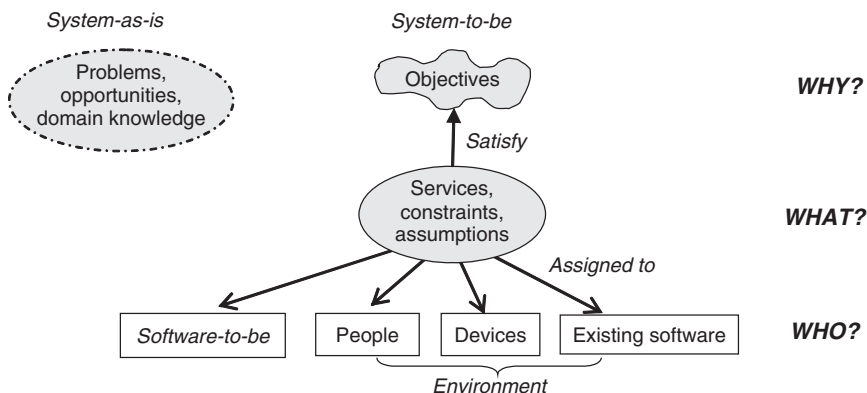 System-as-is
System-to-be
Problems,
opportunities,
domain knowledge
Objectives
WHY?
Satisfy
Services,
constraints,
assumptions
WHAT?
Assigned to
Software-to-be
People
Devices
Existing software
WHO?
Environment